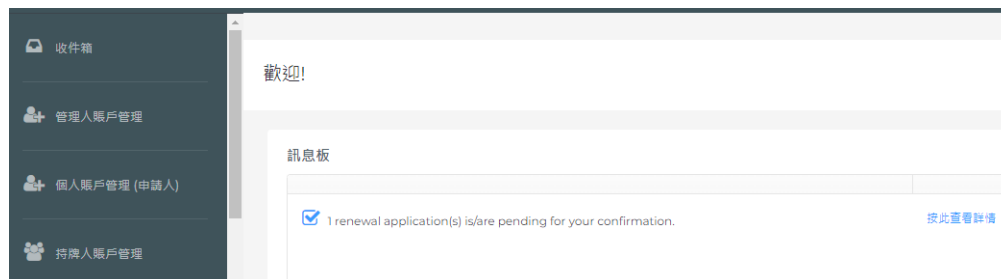 收件箱
管理人賬戶管理
個人賬戶管理 (申請人)
持牌人賬戶管理
歡迎!
訊息板
1 renewal application(s) is/are pending for your confirmation.
按此查看詳情